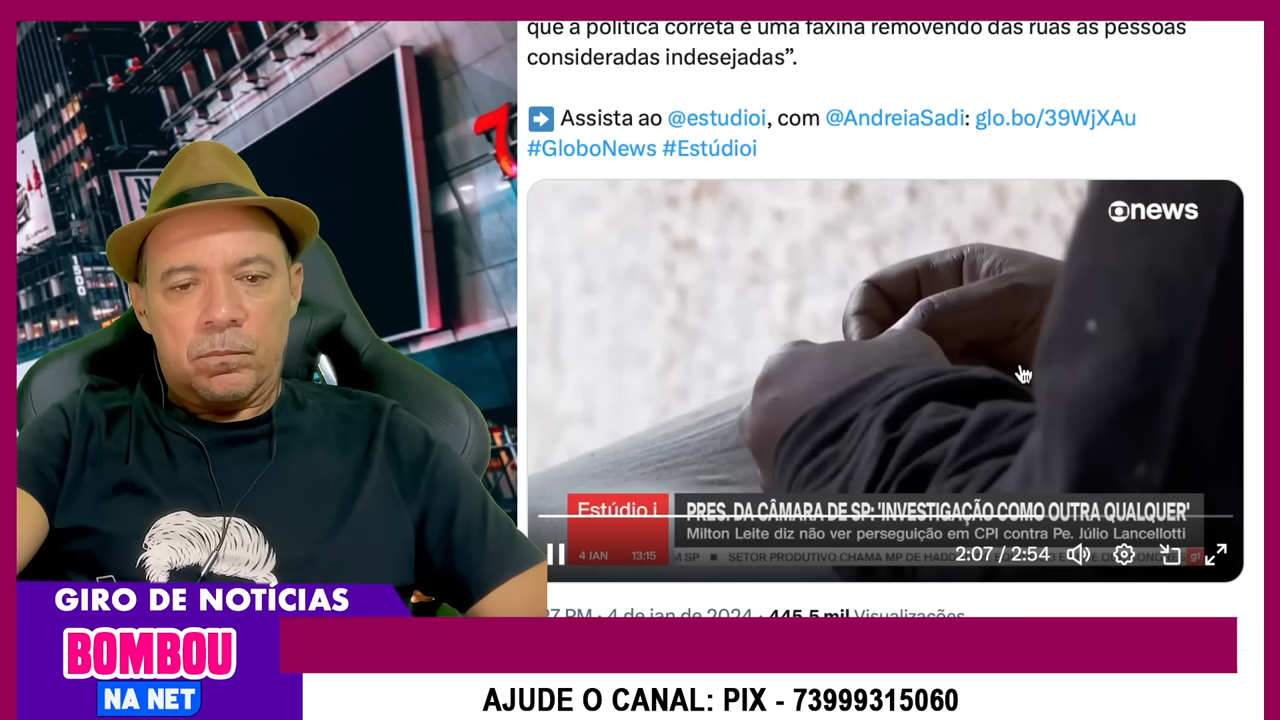 que a política correta é uma faxina removendo das ruas as pessoas
consideradas indesejadas”.
➡ Assista ao @estudioi, com @AndreiaSadi: glo.bo/39WjXAu
#GloboNews #Estúdioi
news
Estúdio i
PRES. DA CÂMARA DE SP: 'INVESTIGAÇÃO COMO OUTRA QUALQUER'
Milton Leite diz não ver perseguição em CPI contra Pe. Júlio Lancellotti
4 JAN 13:15
M SP ■ SETOR PRODUTIVO CHAMA MP DE HADD
g1
2:07 / 2:54
PM · 4 de jan de 2024 · 445,5 mil Visualizações
GIRO DE NOTÍCIAS
BOMBOU
NA NET
AJUDE O CANAL: PIX - 73999315060